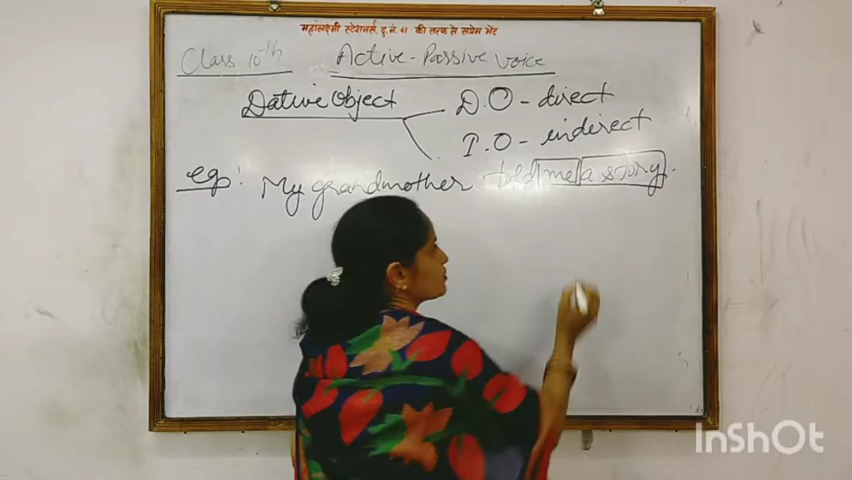 महालक्ष्मी स्टेशनर्स, दु.नं. 41 की तरफ से सप्रेम भेंट
Class 10th Active-Passive voice
Dative Object D.O - direct
I.O - indirect
eg: My grandmother told me a story.
InShOt